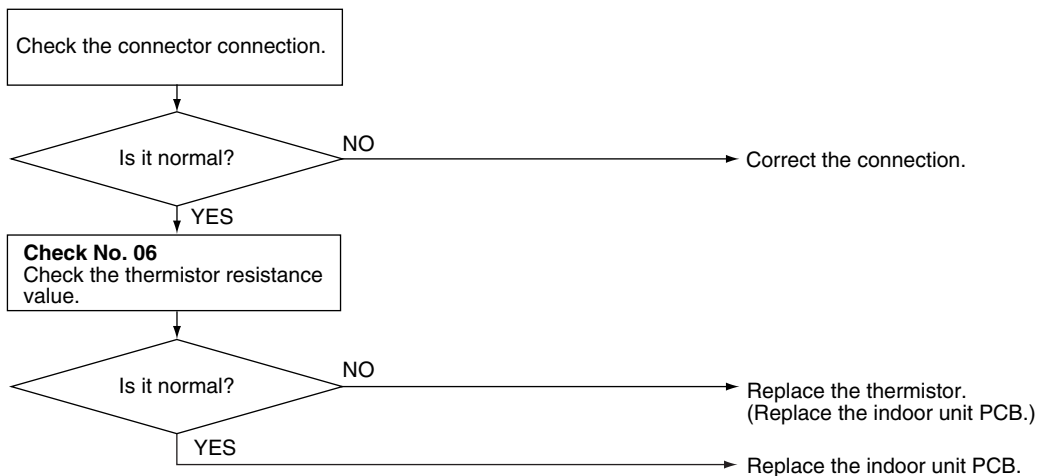 Check the connector connection.
Is it normal?
NO
Correct the connection.
YES
Check No. 06
Check the thermistor resistance
value.
Is it normal?
NO
Replace the thermistor.
(Replace the indoor unit PCB.)
YES
Replace the indoor unit PCB.